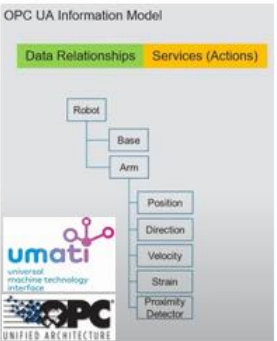 OPC UA Information Model
Data Relationships Services (Actions)
Robot
Base
Arm
Position
Direction
Velocity
Strain
Proximity
Detector
umati
universal
machine technology
interface
OPC
UNIFIED ARCHITECTURE